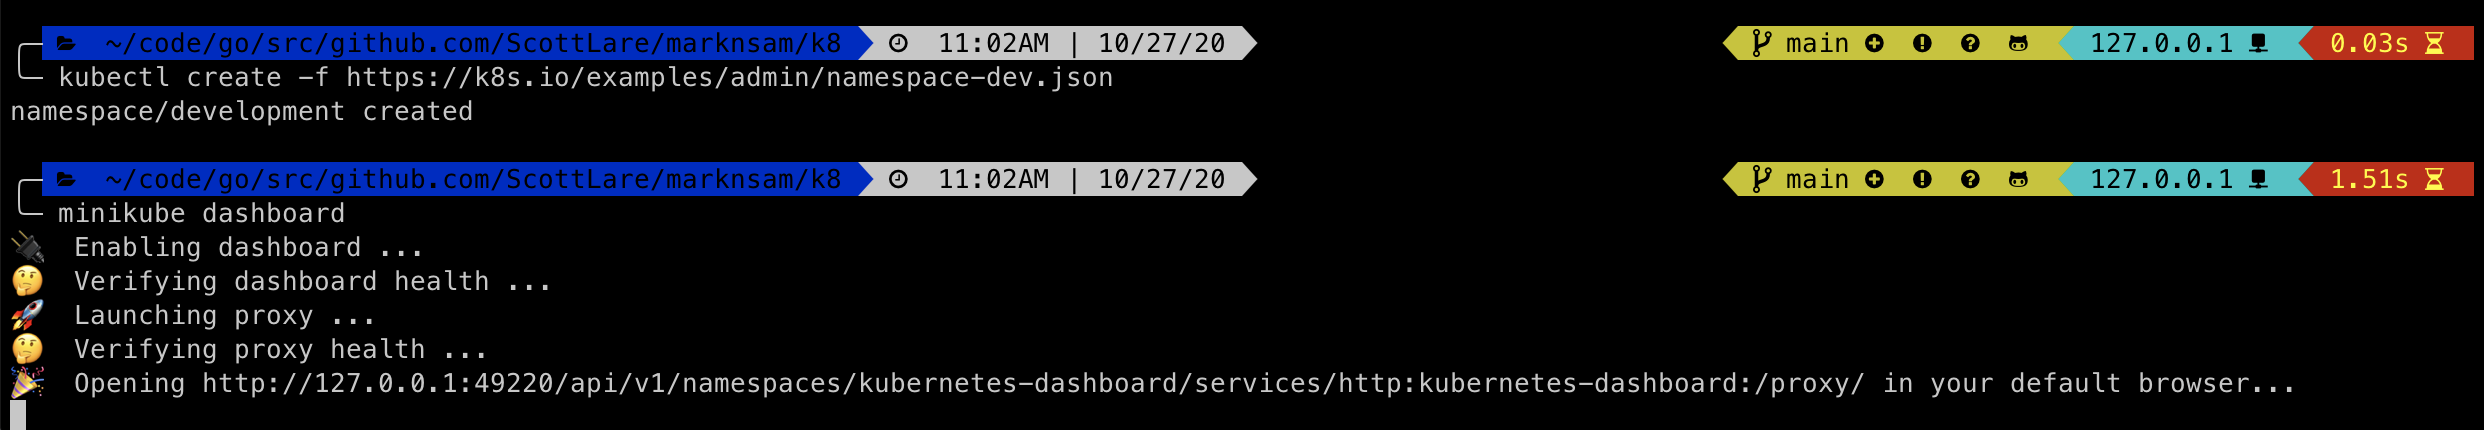 ~/code/go/src/github.com/ScottLare/marknsam/k8 11:02AM | 10/27/20 main 127.0.0.1 0.03s
kubectl create -f https://k8s.io/examples/admin/namespace-dev.json
namespace/development created
~/code/go/src/github.com/ScottLare/marknsam/k8 11:02AM | 10/27/20 main 127.0.0.1 1.51s
minikube dashboard
Enabling dashboard ...
Verifying dashboard health ...
Launching proxy ...
Verifying proxy health ...
Opening http://127.0.0.1:49220/api/v1/namespaces/kubernetes-dashboard/services/http:kubernetes-dashboard:/proxy/ in your default browser...